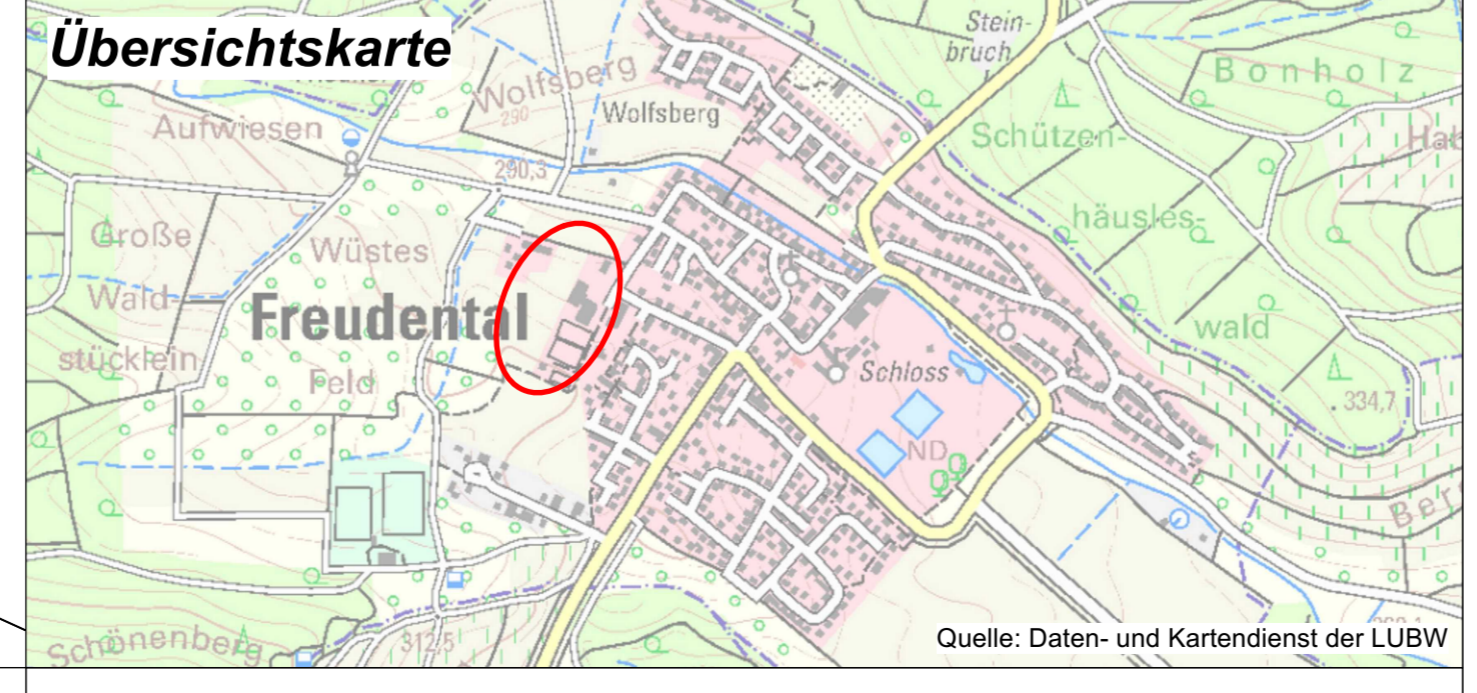 Übersichtskarte
Stein-
bruch
Bonholz
Wolfsberg
290
Wolfsberg
Aufwiesen
Schützen-
290,3
häusles-
Große
Wüstes
Wald-
Freudental
wald
stücklein
Feld
Schloss
334,7
ND
Schönenberg
312,5
Quelle: Daten- und Kartendienst der LUBW